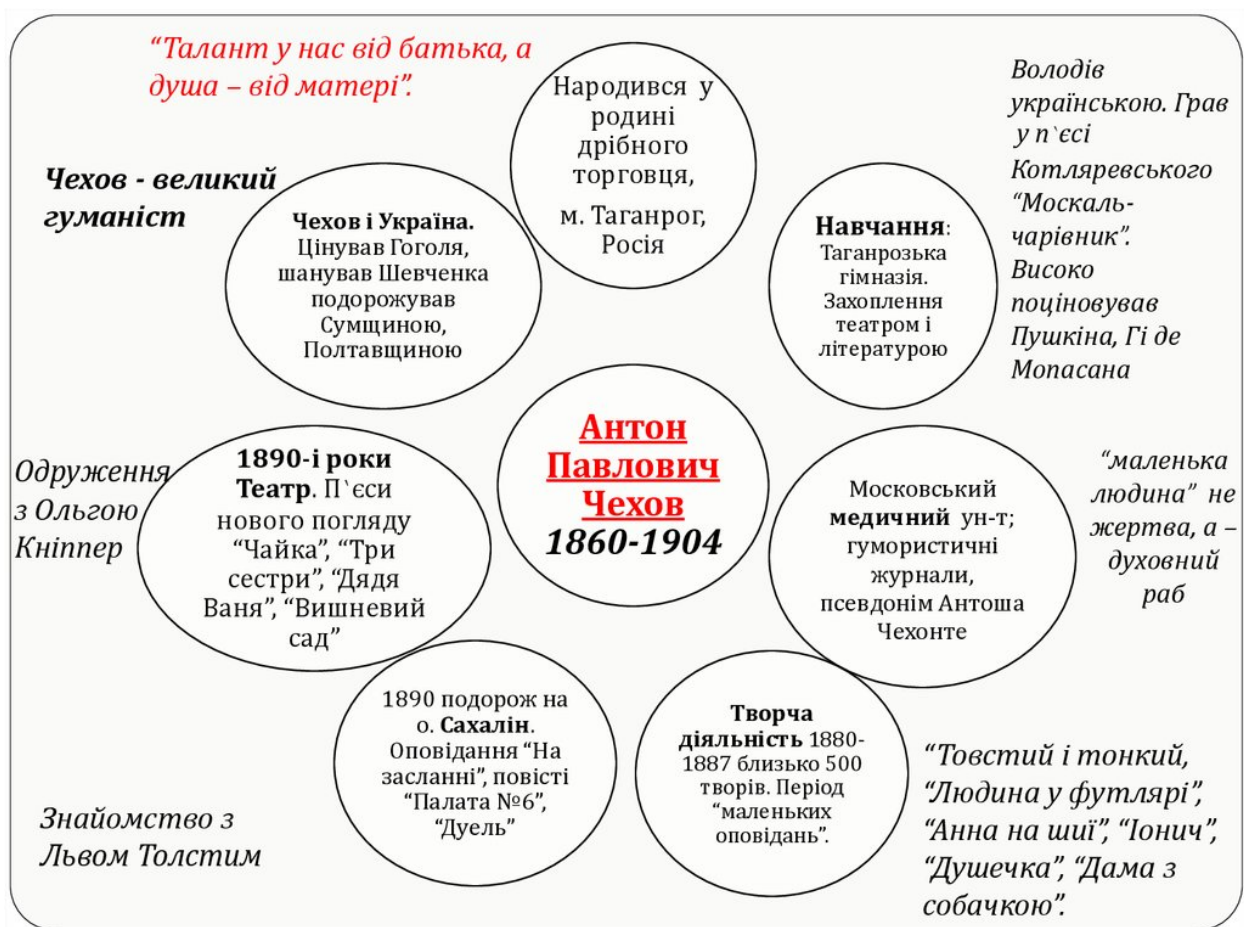 “Талант у нас від батька, а
душа – від матері”.
Народився у
родині
дрібного
торговця,
м. Таганрог,
Росія
Володів
українською. Грав
у п`єсі
Котляревського
“Москаль-
чарівник”.
Високо
поціновував
Пушкіна, Гі де
Мопасана
Чехов - великий
гуманіст
Чехов і Україна.
Цінував Гоголя,
шанував Шевченка
подорожував
Сумщиною,
Полтавщиною
Навчання:
Таганрозька
гімназія.
Захоплення
театром і
літературою
Антон
Павлович
Чехов
1860-1904
Одруження
з Ольгою
Кніппер
1890-і роки
Театр. П`єси
нового погляду
“Чайка”, “Три
сестри”, “Дядя
Ваня”, “Вишневий
сад”
Московський
медичний ун-т;
гумористичні
журнали,
псевдонім Антоша
Чехонте
“маленька
людина” не
жертва, а –
духовний
раб
1890 подорож на
о. Сахалін.
Оповідання “На
засланні”, повісті
“Палата №6”,
“Дуель”
Творча
діяльність 1880-
1887 близько 500
творів. Період
“маленьких
оповідань”.
Знайомство з
Львом Толстим
“Товстий і тонкий,
“Людина у футлярі”,
“Анна на шиї”, “Іонич”,
“Душечка”, “Дама з
собачкою”.